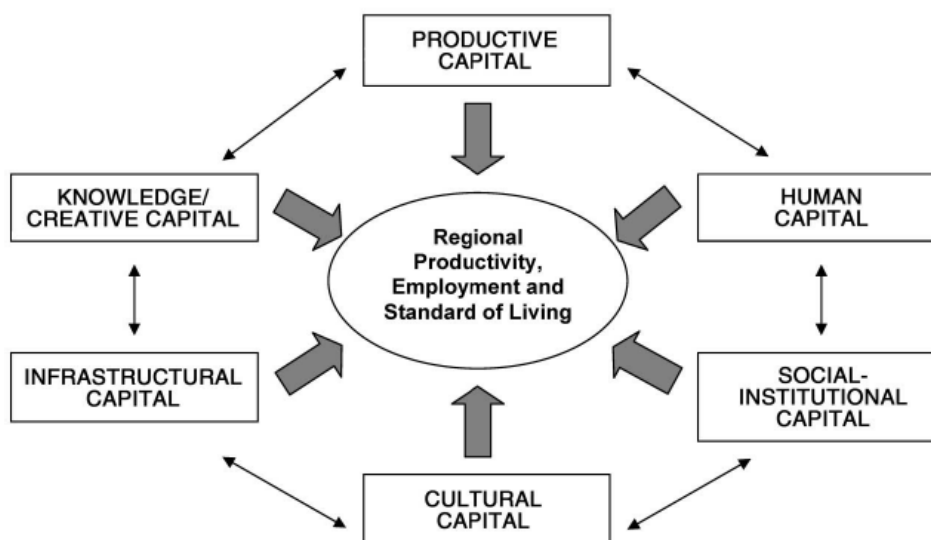 PRODUCTIVE
CAPITAL
KNOWLEDGE/
CREATIVE CAPITAL
HUMAN
CAPITAL
Regional
Productivity,
Employment and
Standard of Living
INFRASTRUCTURAL
CAPITAL
SOCIAL-
INSTITUTIONAL
CAPITAL
CULTURAL
CAPITAL